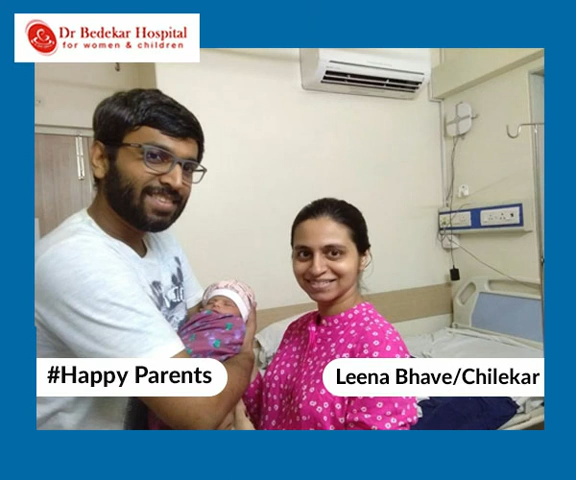 Dr Bedekar Hospital
for women & children
#Happy Parents
Leena Bhave/Chilekar